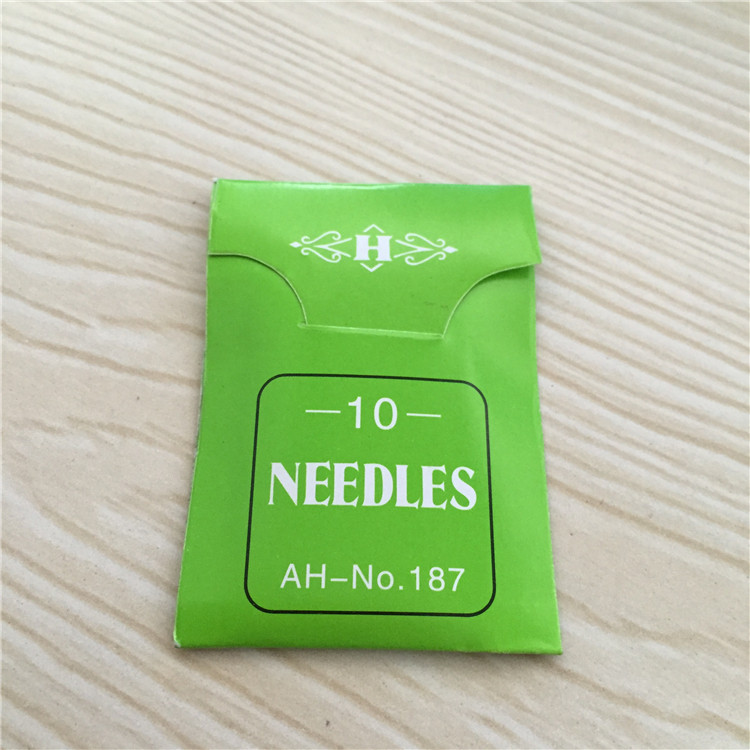 H
—10—
NEEDLES
AH-No.187